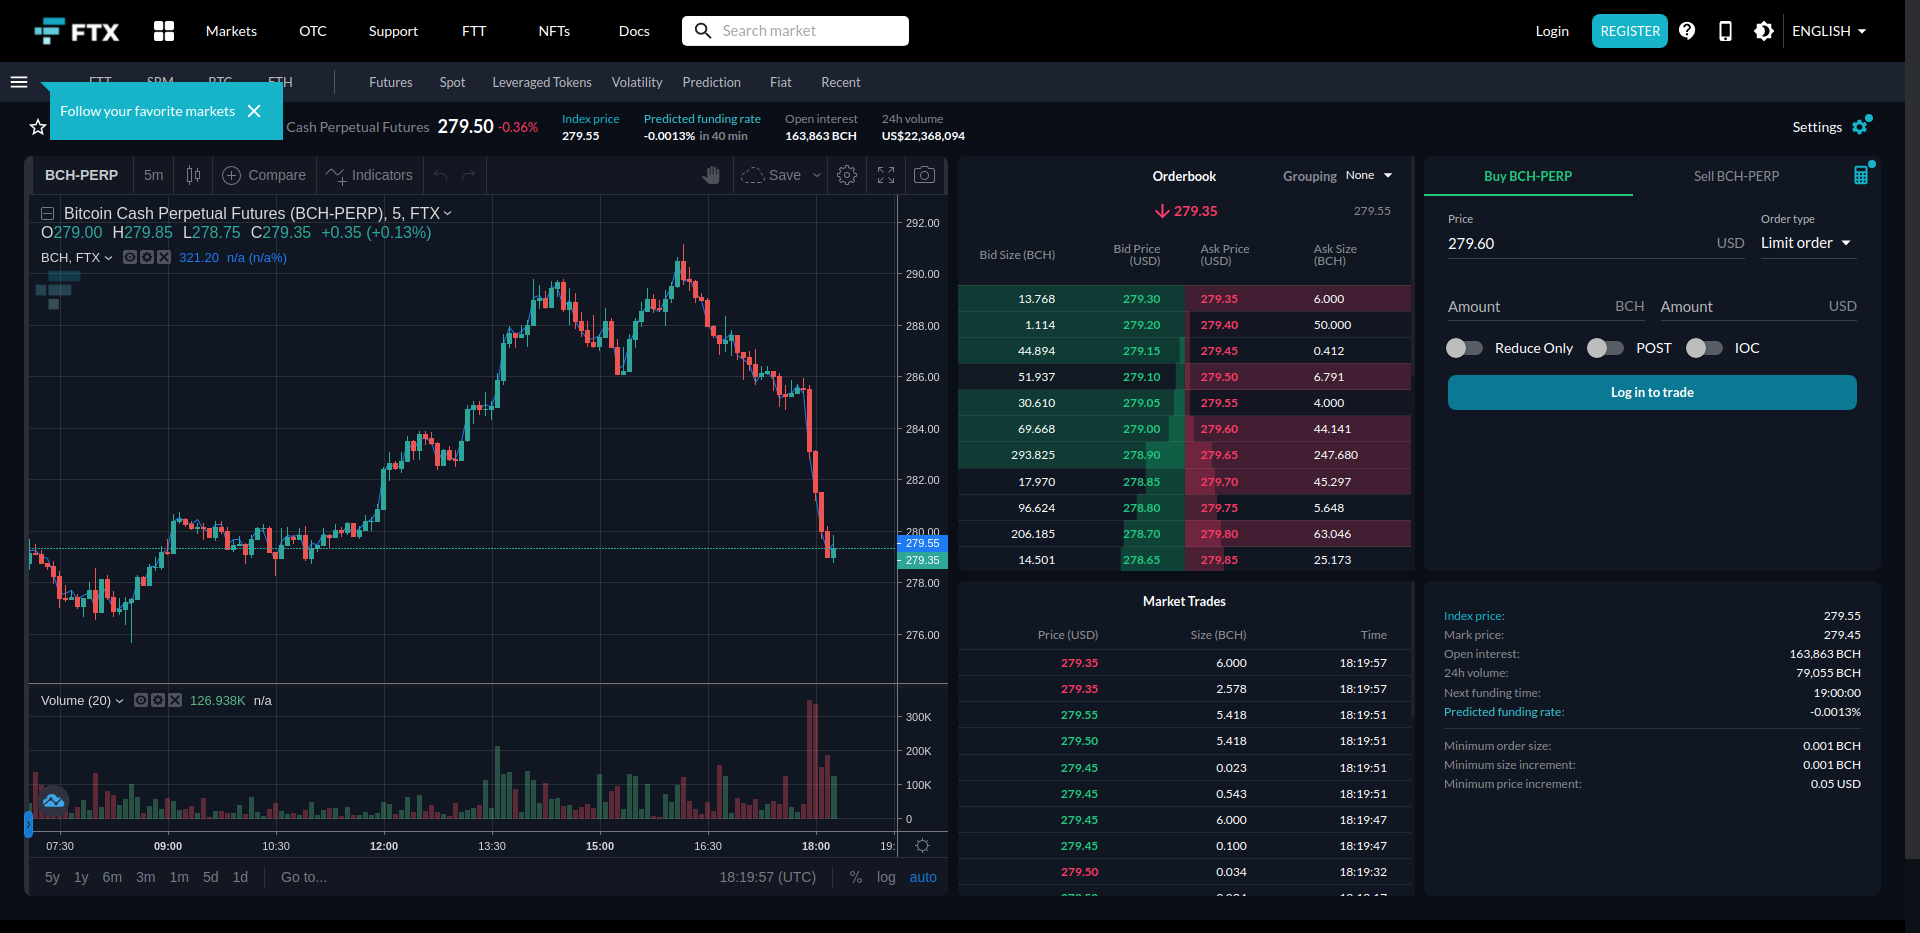 FTX
Markets
OTC
Support
FTT
NFTs
Docs
Search market
Login
REGISTER
ENGLISH
Futures
Spot
Leveraged Tokens
Volatility
Prediction
Fiat
Recent
Follow your favorite markets
Cash Perpetual Futures 279.50 -0.36%
Index price
279.55
Predicted funding rate
-0.0013% in 40 min
Open interest
163,863 BCH
24h volume
US$22,368,094
Settings
BCH-PERP 5m Compare Indicators Save
Bitcoin Cash Perpetual Futures (BCH-PERP), 5, FTX
O279.00 H279.85 L278.75 C279.35 +0.35 (+0.13%)
BCH, FTX 321.20 n/a (n/a%)
292.00
290.00
288.00
286.00
284.00
282.00
280.00
279.55
279.35
278.00
276.00
Volume (20) 126.938K n/a
300K
200K
100K
0
07:30 09:00 10:30 12:00 13:30 15:00 16:30 18:00 19:
5y 1y 6m 3m 1m 5d 1d Go to... 18:19:57 (UTC) % log auto
Orderbook Grouping None
279.35 279.55
Bid Size (BCH) Bid Price (USD) Ask Price (USD) Ask Size (BCH)
13.768 279.30 279.35 6.000
1.114 279.20 279.40 50.000
44.894 279.15 279.45 0.412
51.937 279.10 279.50 6.791
30.610 279.05 279.55 4.000
69.668 279.00 279.60 44.141
293.825 278.90 279.65 247.680
17.970 278.85 279.70 45.297
96.624 278.80 279.75 5.648
206.185 278.70 279.80 63.046
14.501 278.65 279.85 25.173
Market Trades
Price (USD) Size (BCH) Time
279.35 6.000 18:19:57
279.35 2.578 18:19:57
279.55 5.418 18:19:51
279.50 5.418 18:19:51
279.45 0.023 18:19:51
279.45 0.543 18:19:51
279.45 6.000 18:19:47
279.45 0.100 18:19:47
279.50 0.034 18:19:32
Buy BCH-PERP Sell BCH-PERP
Price Order type
279.60 USD Limit order
Amount BCH Amount USD
Reduce Only POST IOC
Log in to trade
Index price: 279.55
Mark price: 279.45
Open interest: 163,863 BCH
24h volume: 79,055 BCH
Next funding time: 19:00:00
Predicted funding rate: -0.0013%
Minimum order size: 0.001 BCH
Minimum size increment: 0.001 BCH
Minimum price increment: 0.05 USD